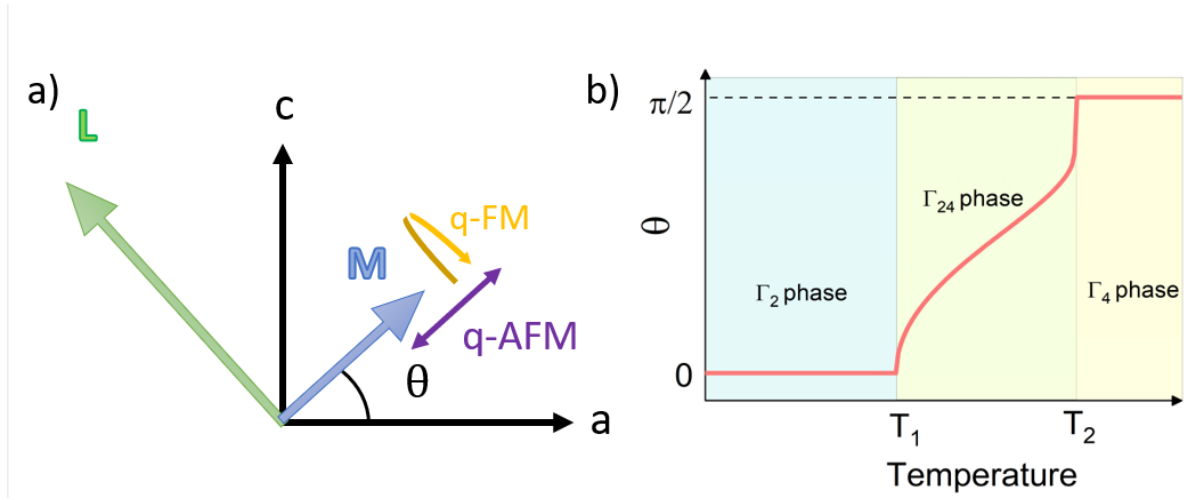 a)
L
c
q-FM
M
q-AFM
θ
a
b)
π/2
Γ24 phase
θ
Γ2 phase
Γ4 phase
0
T1
T2
Temperature